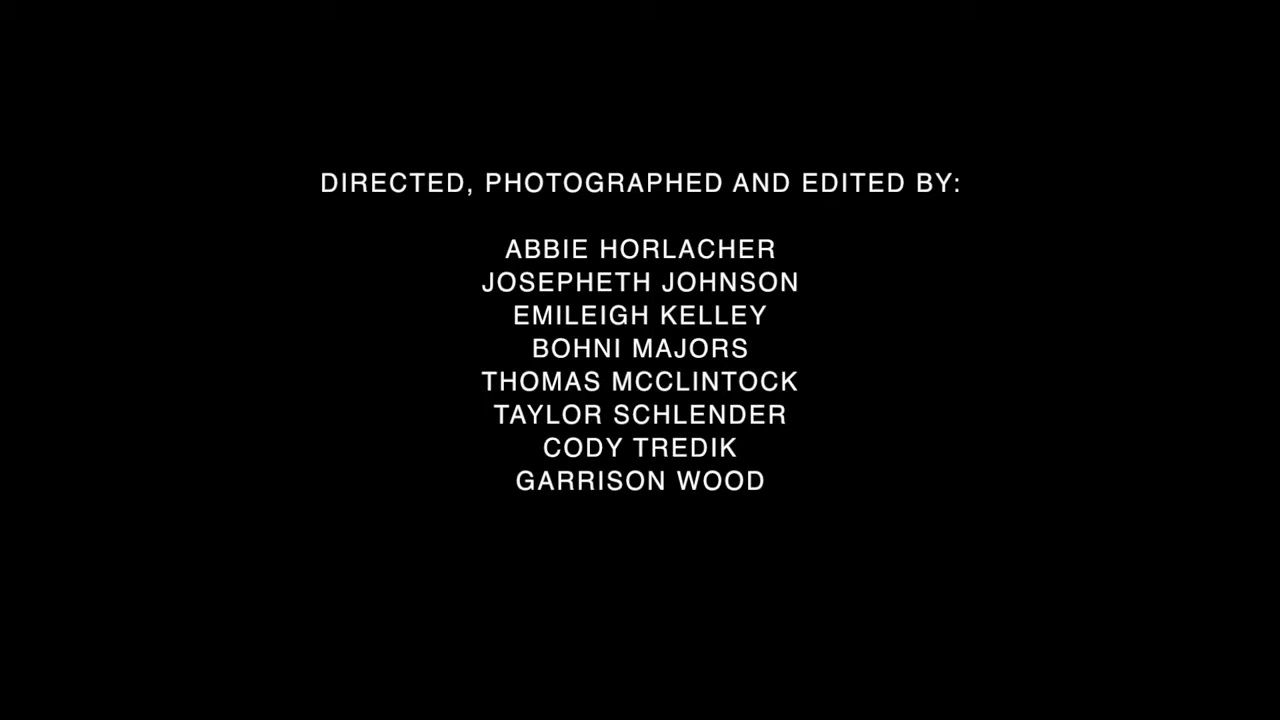 DIRECTED, PHOTOGRAPHED AND EDITED BY:
ABBIE HORLACHER
JOSEPHETH JOHNSON
EMILEIGH KELLEY
BOHNI MAJORS
THOMAS MCCLINTOCK
TAYLOR SCHLENDER
CODY TREDIK
GARRISON WOOD